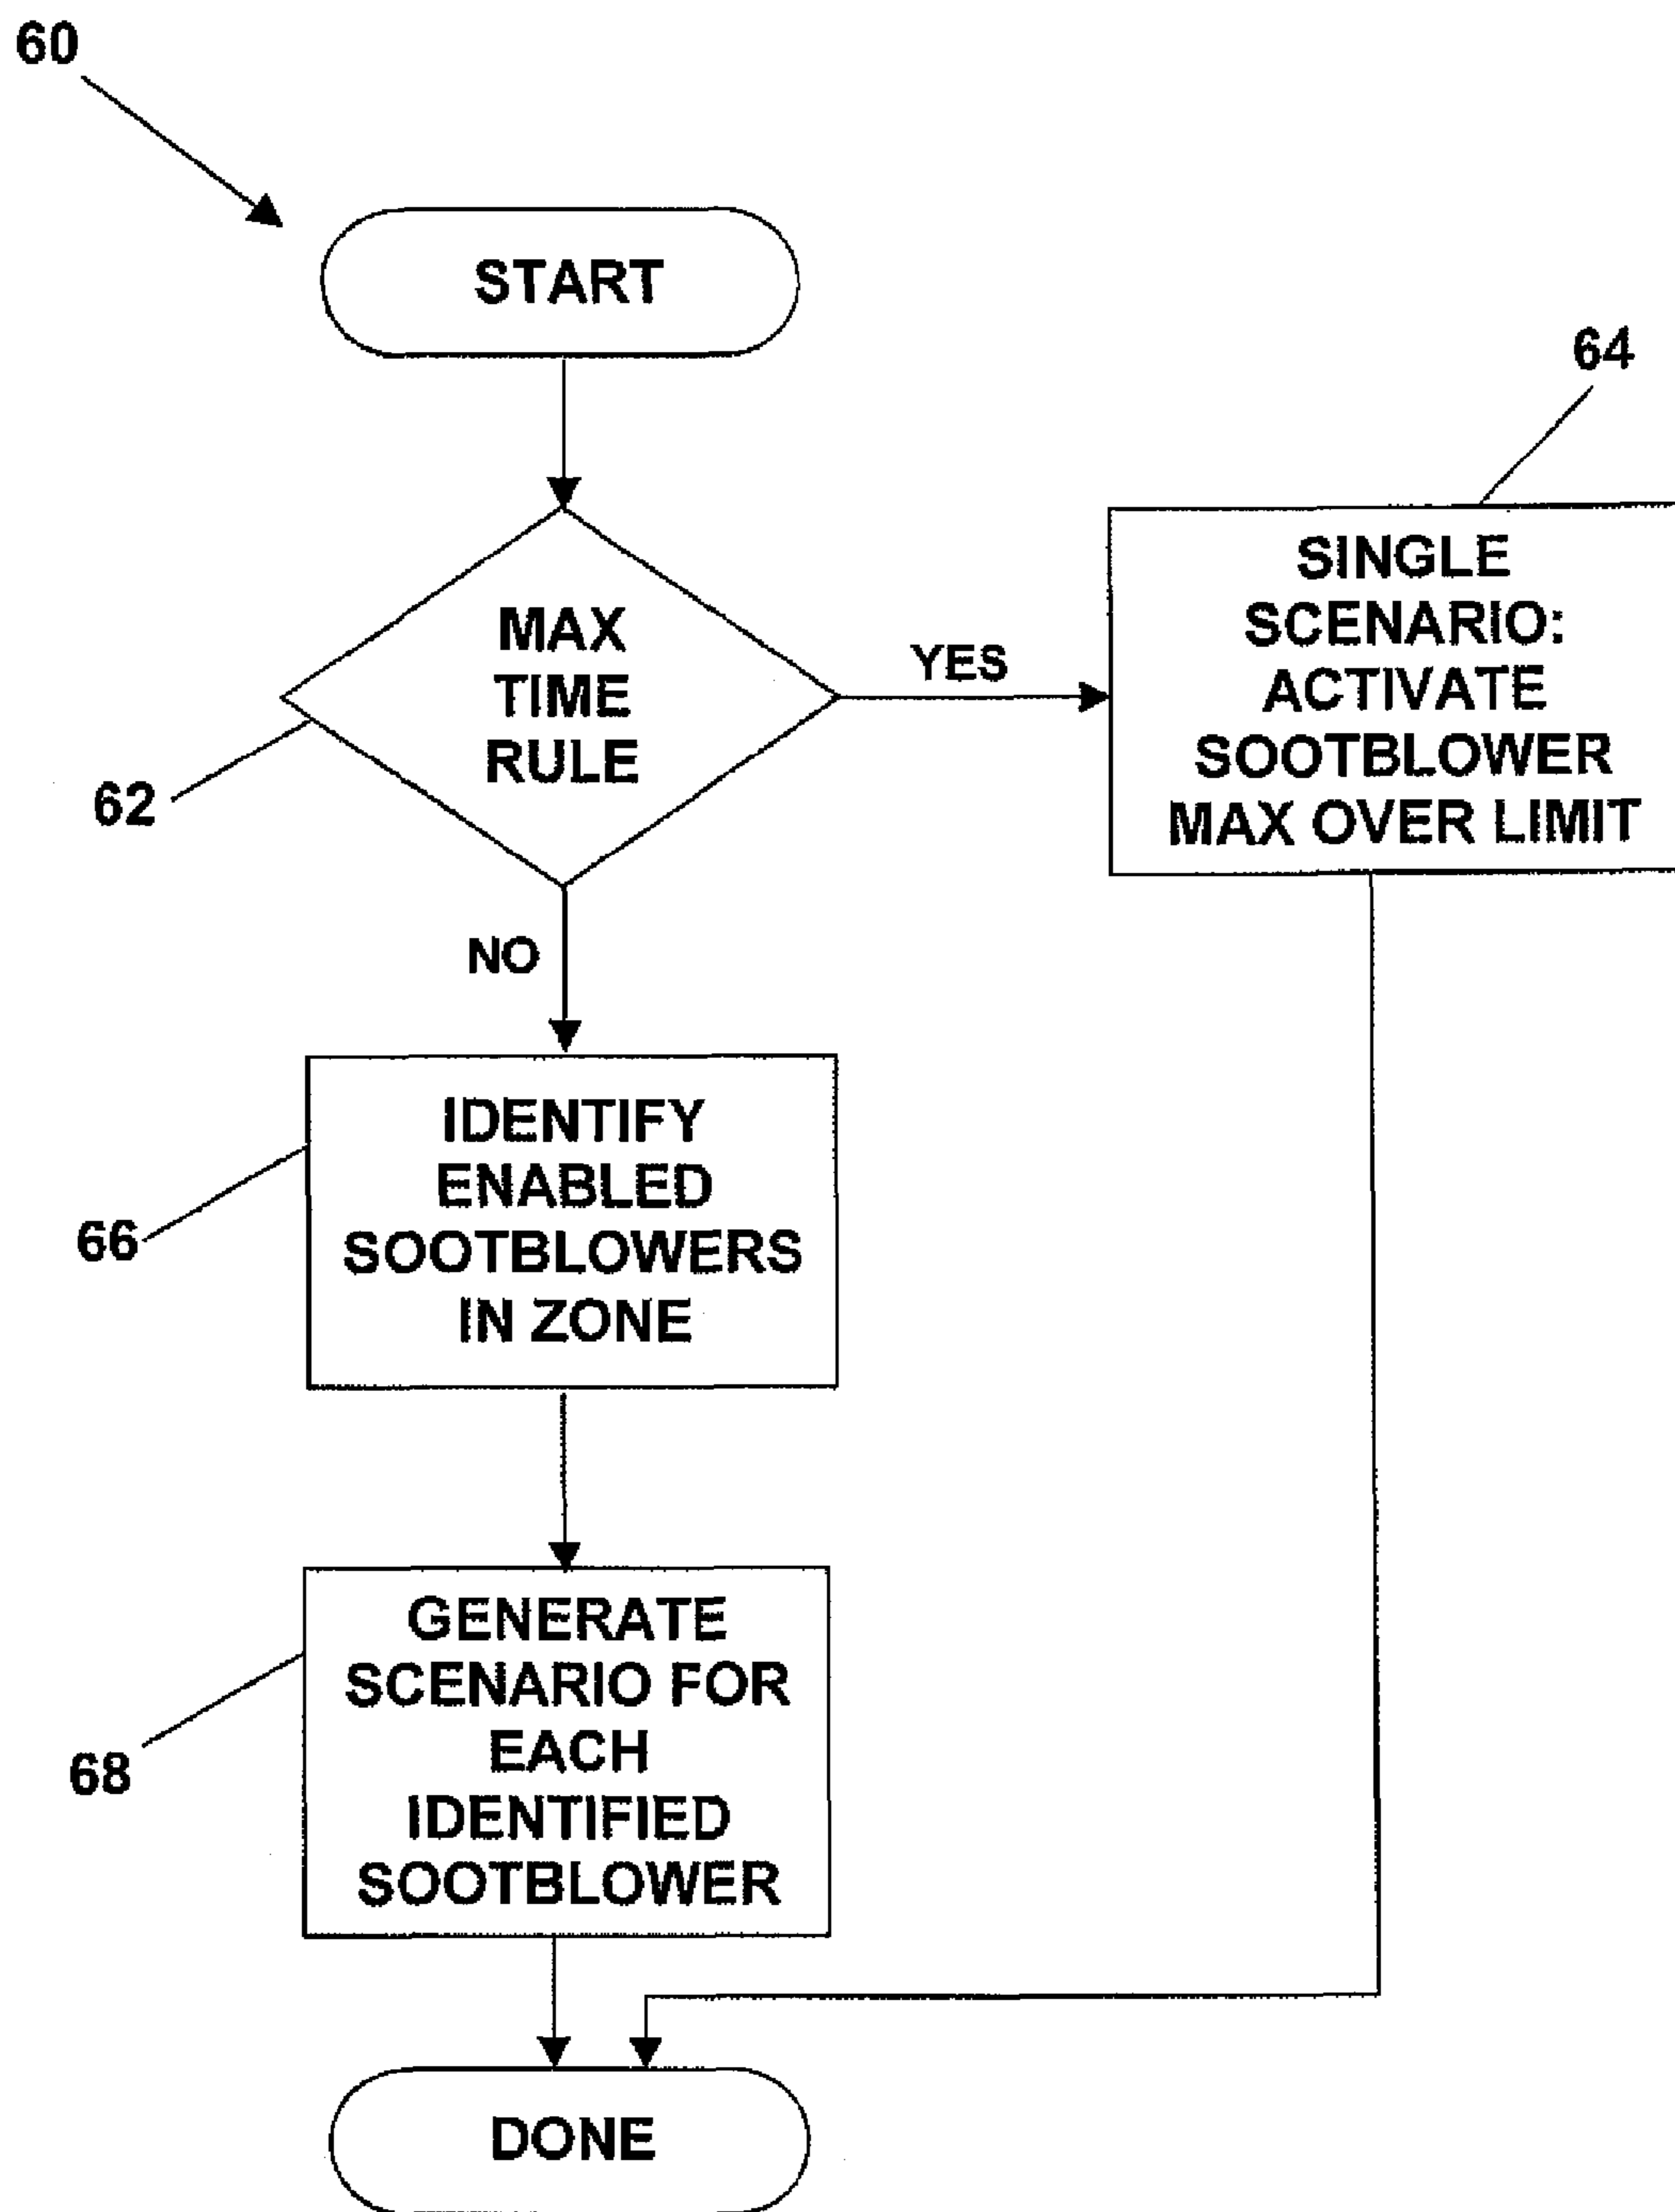 60
START
64
MAX
TIME
RULE
62
YES
SINGLE
SCENARIO:
ACTIVATE
SOOTBLOWER
MAX OVER LIMIT
NO
66
IDENTIFY
ENABLED
SOOTBLOWERS
IN ZONE
68
GENERATE
SCENARIO FOR
EACH
IDENTIFIED
SOOTBLOWER
DONE